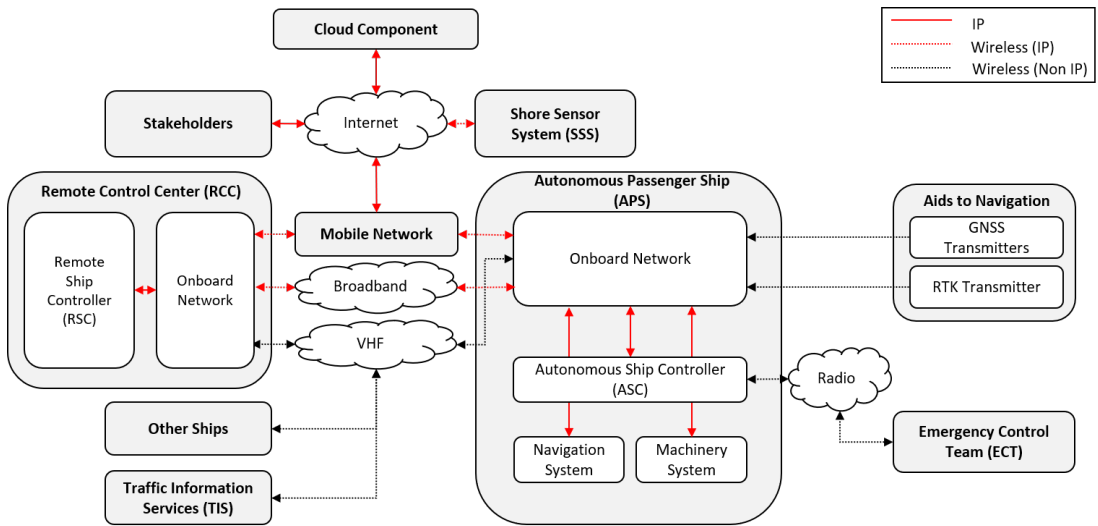 Cloud Component
IP
Wireless (IP)
Wireless (Non IP)
Stakeholders
Internet
Shore Sensor
System (SSS)
Remote Control Center (RCC)
Autonomous Passenger Ship
(APS)
Aids to Navigation
Remote
Ship
Controller
(RSC)
Onboard
Network
Mobile Network
Broadband
VHF
Onboard Network
GNSS
Transmitters
RTK Transmitter
Autonomous Ship Controller
(ASC)
Radio
Other Ships
Navigation
System
Machinery
System
Emergency Control
Team (ECT)
Traffic Information
Services (TIS)